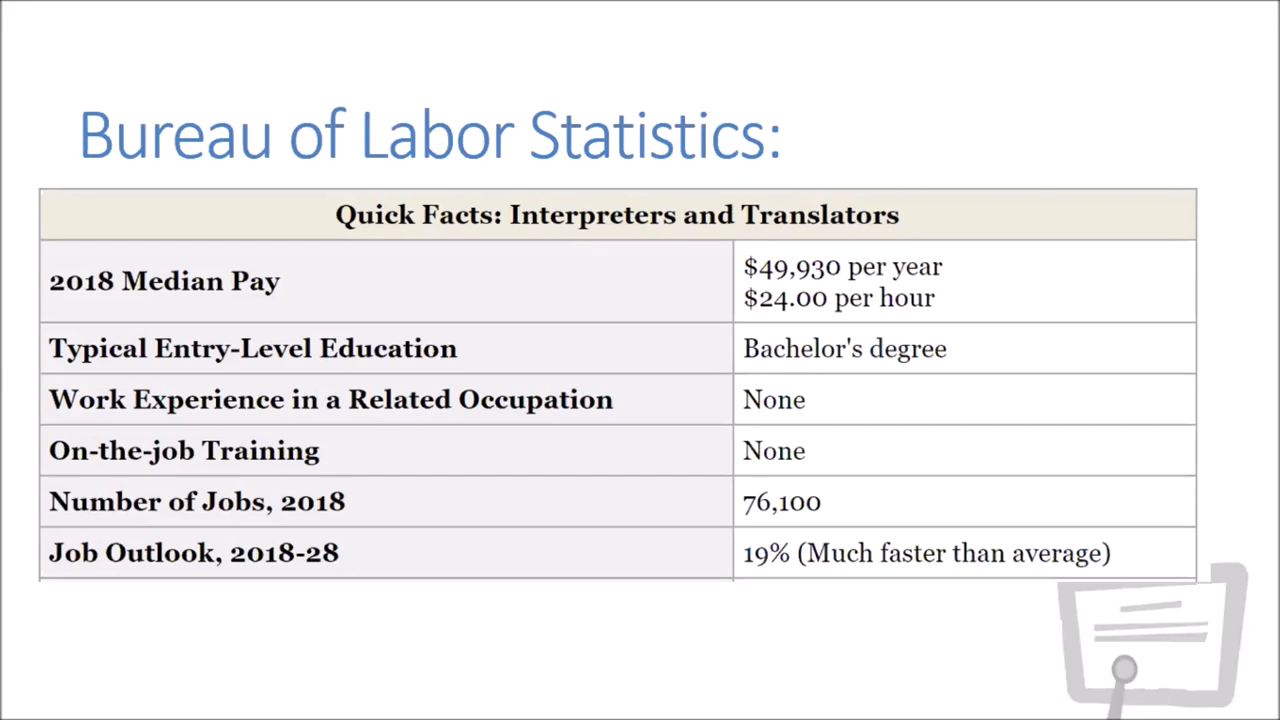 Bureau of Labor Statistics:
Quick Facts: Interpreters and Translators
2018 Median Pay
$49,930 per year
$24.00 per hour
Typical Entry-Level Education
Bachelor's degree
Work Experience in a Related Occupation
None
On-the-job Training
None
Number of Jobs, 2018
76,100
Job Outlook, 2018-28
19% (Much faster than average)